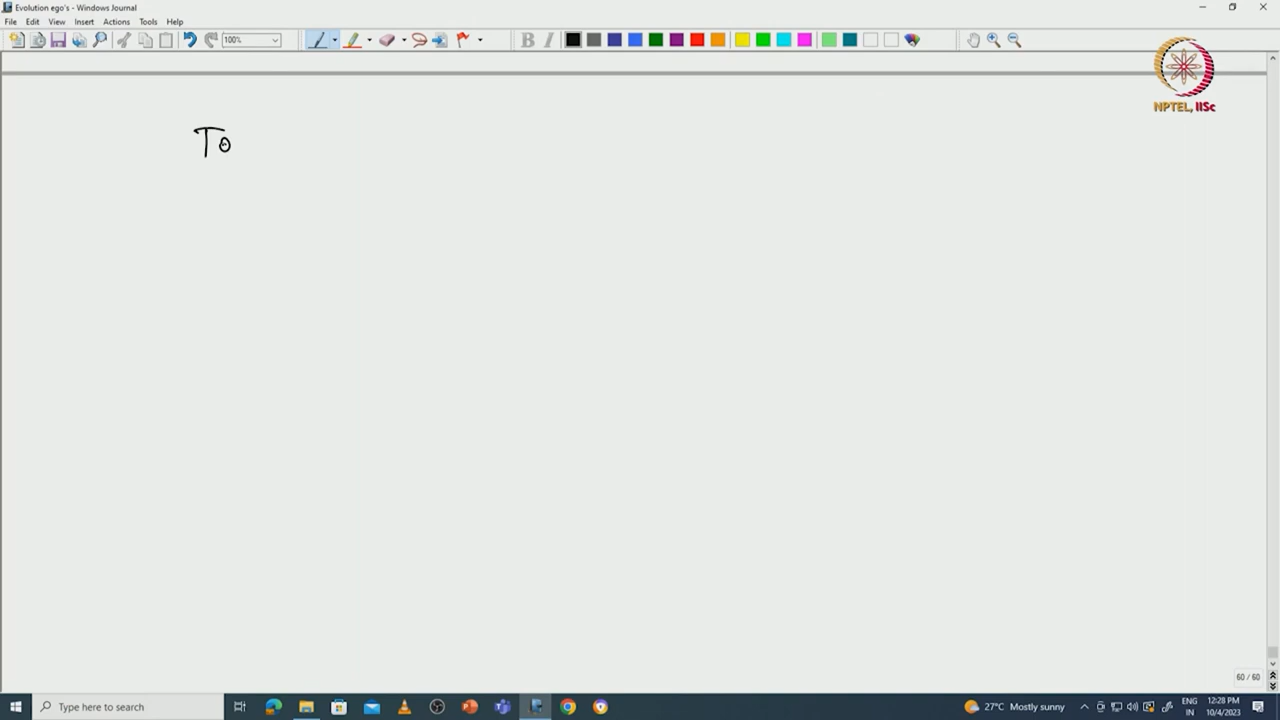 Evolution eqo's - Windows Journal
File Edit View Insert Actions Tools Help
100%
B I
NPTEL, IISc
To
60 / 60
Type here to search
27°C Mostly sunny
ENG
IN
12:28 PM
10/4/2023